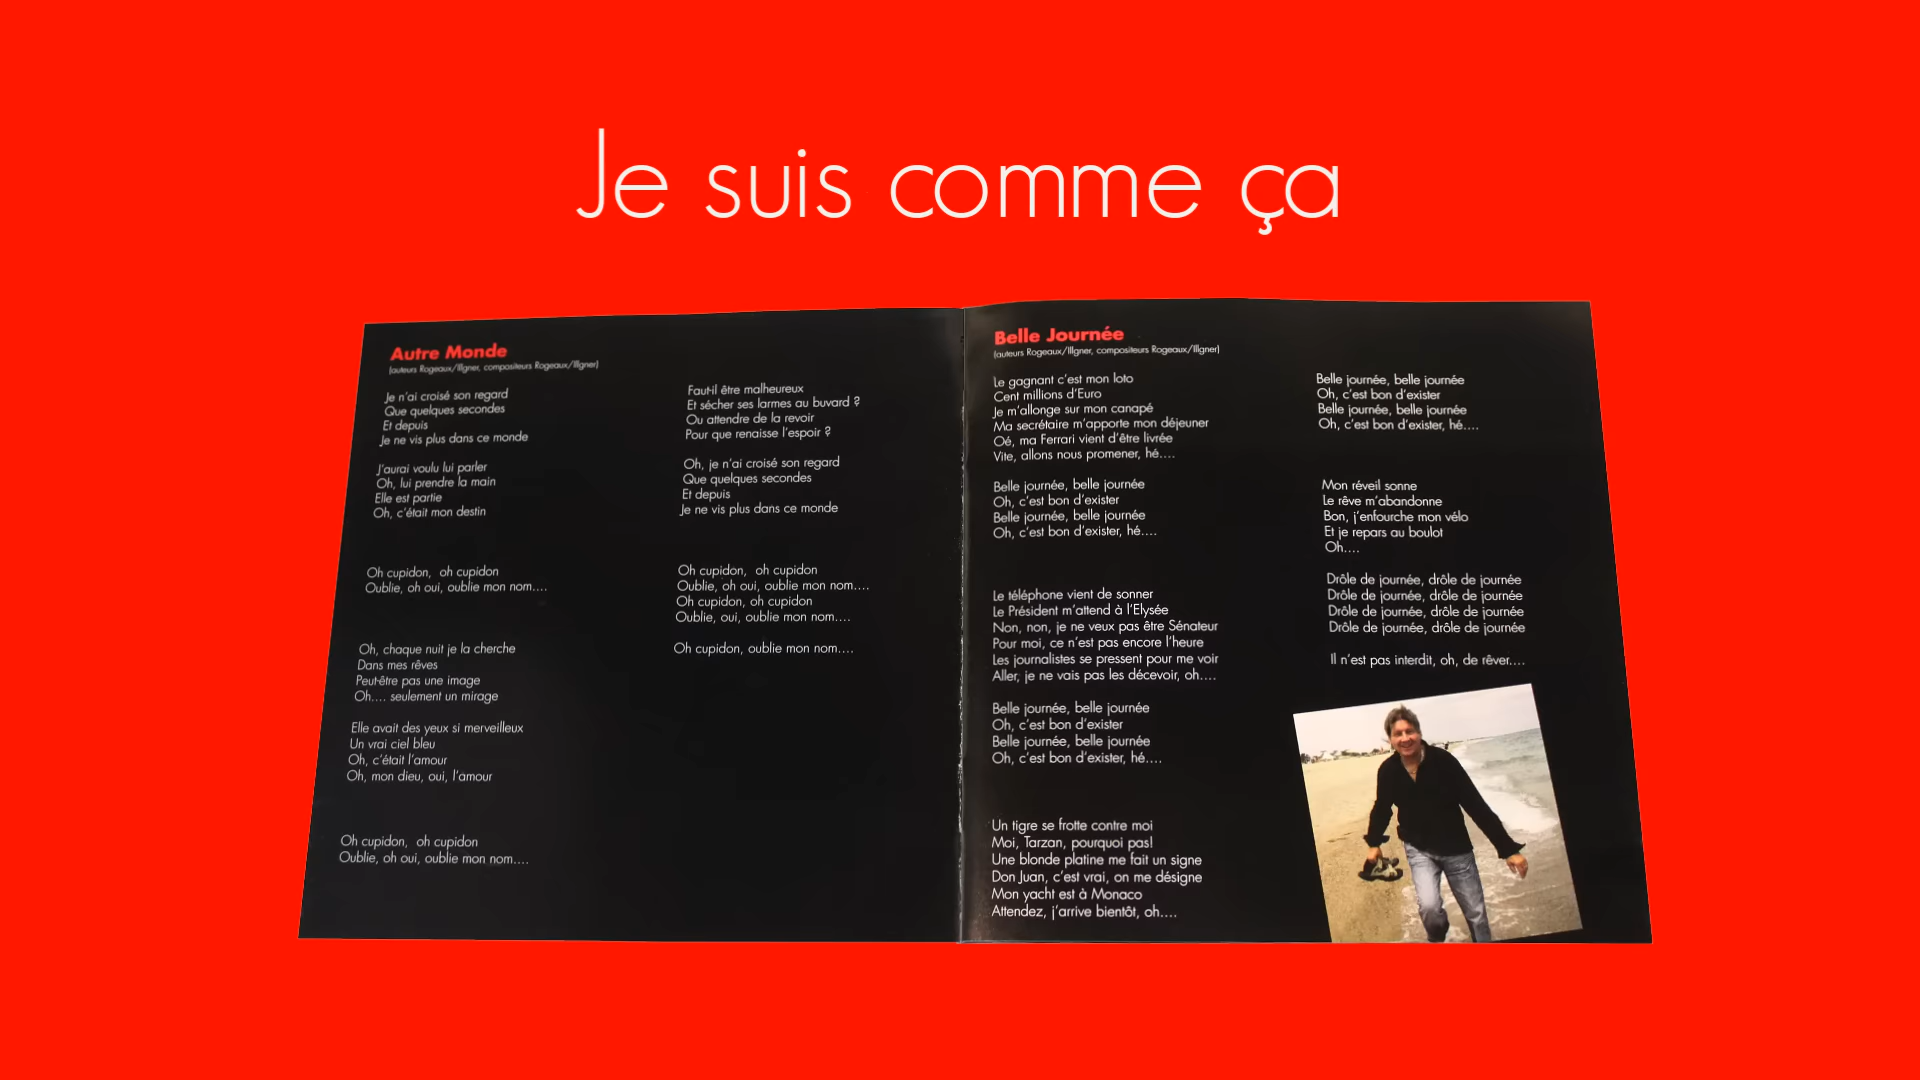 Je suis comme ça
Autre Monde
(auteurs Rogeaux/Illgner, compositeurs Rogeaux/Illgner)
Je n'ai croisé son regard
Que quelques secondes
Et depuis
Je ne vis plus dans ce monde
J'aurai voulu lui parler
Oh, lui prendre la main
Elle est partie
Oh, c'était mon destin
Oh cupidon, oh cupidon
Oublie, oh oui, oublie mon nom....
Oh, chaque nuit je la cherche
Dans mes rêves
Peut-être pas une image
Oh.... seulement un mirage
Elle avait des yeux si merveilleux
Un vrai ciel bleu
Oh, c'était l'amour
Oh, mon dieu, oui, l'amour
Oh cupidon, oh cupidon
Oublie, oh oui, oublie mon nom....
Faut-il être malheureux
Et sécher ses larmes au buvard ?
Ou attendre de la revoir
Pour que renaisse l'espoir ?
Oh, je n'ai croisé son regard
Que quelques secondes
Et depuis
Je ne vis plus dans ce monde
Oh cupidon, oh cupidon
Oublie, oh oui, oublie mon nom....
Oh cupidon, oh cupidon
Oublie, oui, oublie mon nom....
Oh cupidon, oublie mon nom....
Belle Journée
(auteurs Rogeaux/Illgner, compositeurs Rogeaux/Illgner)
Le gagnant c'est mon loto
Cent millions d'Euro
Je m'allonge sur mon canapé
Ma secrétaire m'apporte mon déjeuner
Oé, ma Ferrari vient d'être livrée
Vite, allons nous promener, hé....
Belle journée, belle journée
Oh, c'est bon d'exister
Belle journée, belle journée
Oh, c'est bon d'exister, hé....
Le téléphone vient de sonner
Le Président m'attend à l'Elysée
Non, non, je ne veux pas être Sénateur
Pour moi, ce n'est pas encore l'heure
Les journalistes se pressent pour me voir
Aller, je ne vais pas les décevoir, oh....
Belle journée, belle journée
Oh, c'est bon d'exister
Belle journée, belle journée
Oh, c'est bon d'exister, hé....
Un tigre se frotte contre moi
Moi, Tarzan, pourquoi pas!
Une blonde platine me fait un signe
Don Juan, c'est vrai, on me désigne
Mon yacht est à Monaco
Attendez, j'arrive bientôt, oh....
Belle journée, belle journée
Oh, c'est bon d'exister
Belle journée, belle journée
Oh, c'est bon d'exister, hé....
Mon réveil sonne
Le rêve m'abandonne
Bon, j'enfourche mon vélo
Et je repars au boulot
Oh....
Drôle de journée, drôle de journée
Drôle de journée, drôle de journée
Drôle de journée, drôle de journée
Drôle de journée, drôle de journée
Il n'est pas interdit, oh, de rêver....